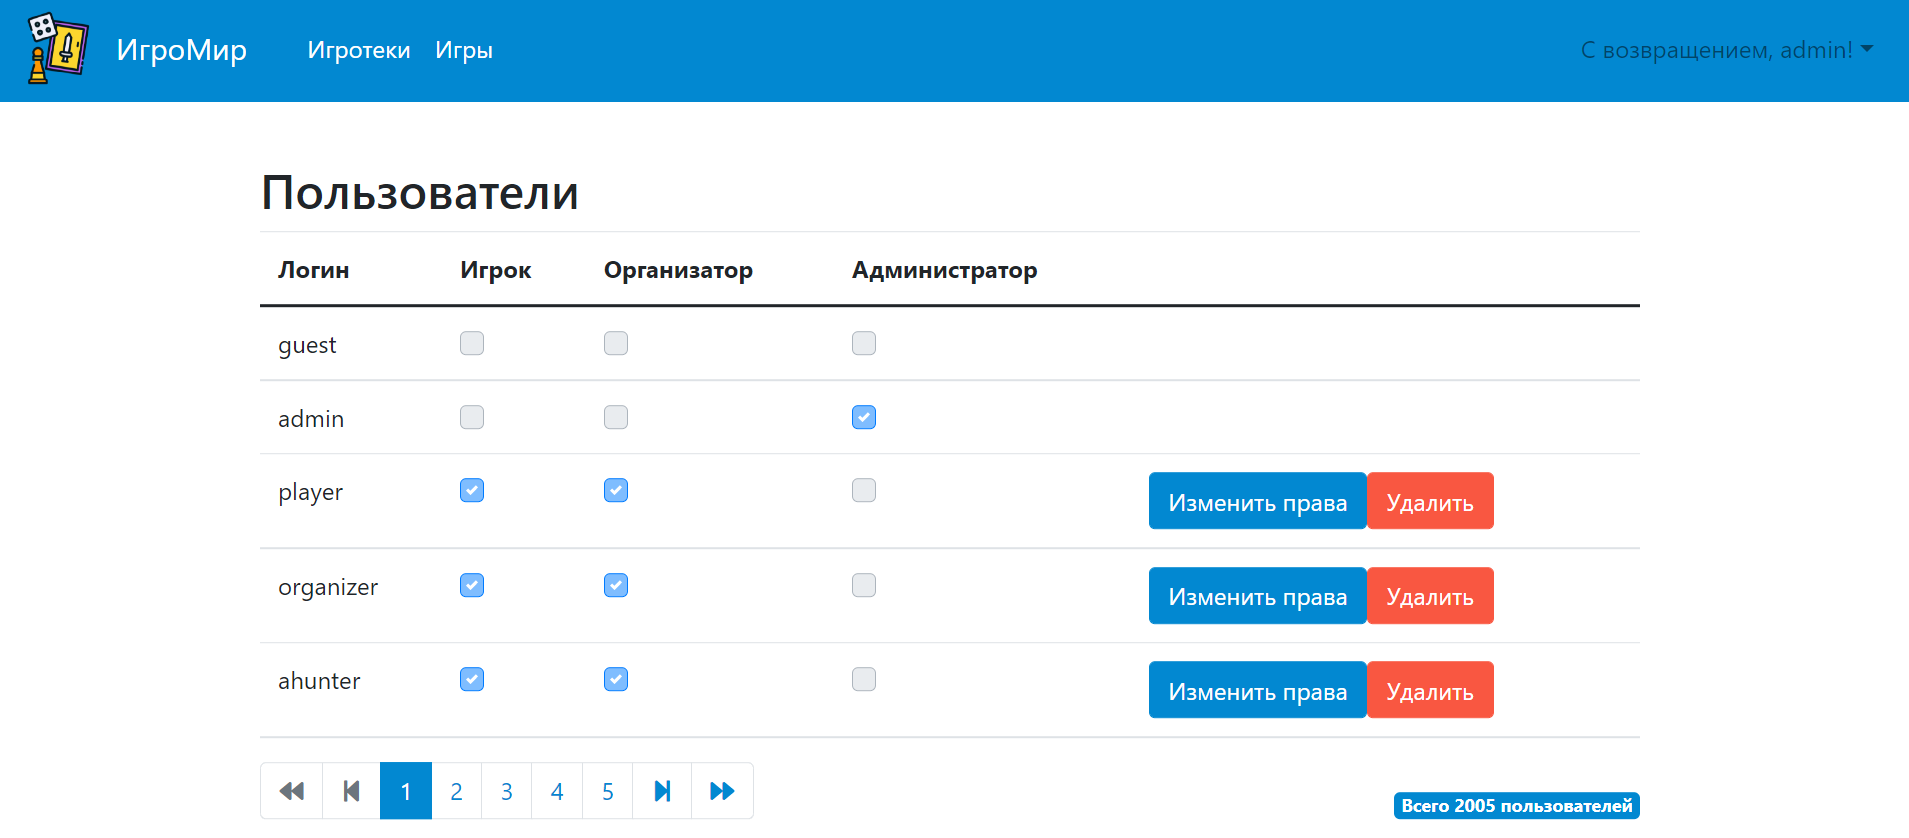 ИгроМир Игротеки Игры С возвращением, admin!
Пользователи
Логин Игрок Организатор Администратор
guest
admin
player Изменить права Удалить
organizer Изменить права Удалить
ahunter Изменить права Удалить
1 2 3 4 5
Всего 2005 пользователей